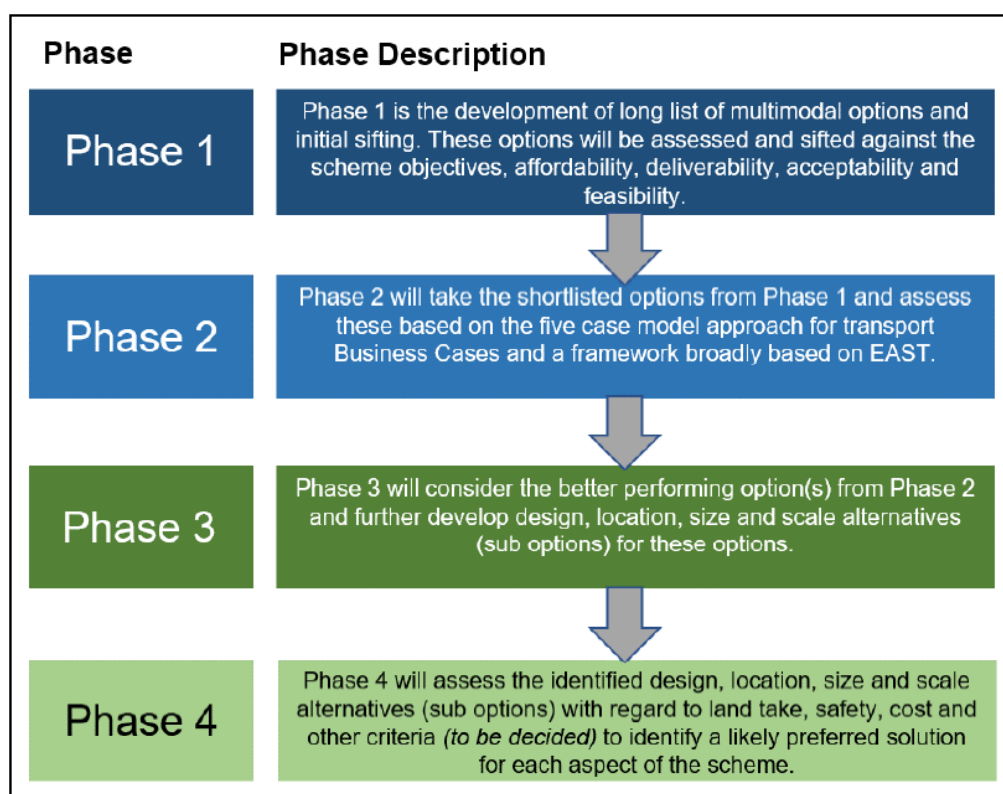 Phase
Phase Description
Phase 1
Phase 1 is the development of long list of multimodal options and
initial sifting. These options will be assessed and sifted against the
scheme objectives, affordability, deliverability, acceptability and
feasibility.
Phase 2
Phase 2 will take the shortlisted options from Phase 1 and assess
these based on the five case model approach for transport
Business Cases and a framework broadly based on EAST.
Phase 3
Phase 3 will consider the better performing option(s) from Phase 2
and further develop design, location, size and scale alternatives
(sub options) for these options.
Phase 4
Phase 4 will assess the identified design, location, size and scale
alternatives (sub options) with regard to land take, safety, cost and
other criteria (to be decided) to identify a likely preferred solution
for each aspect of the scheme.